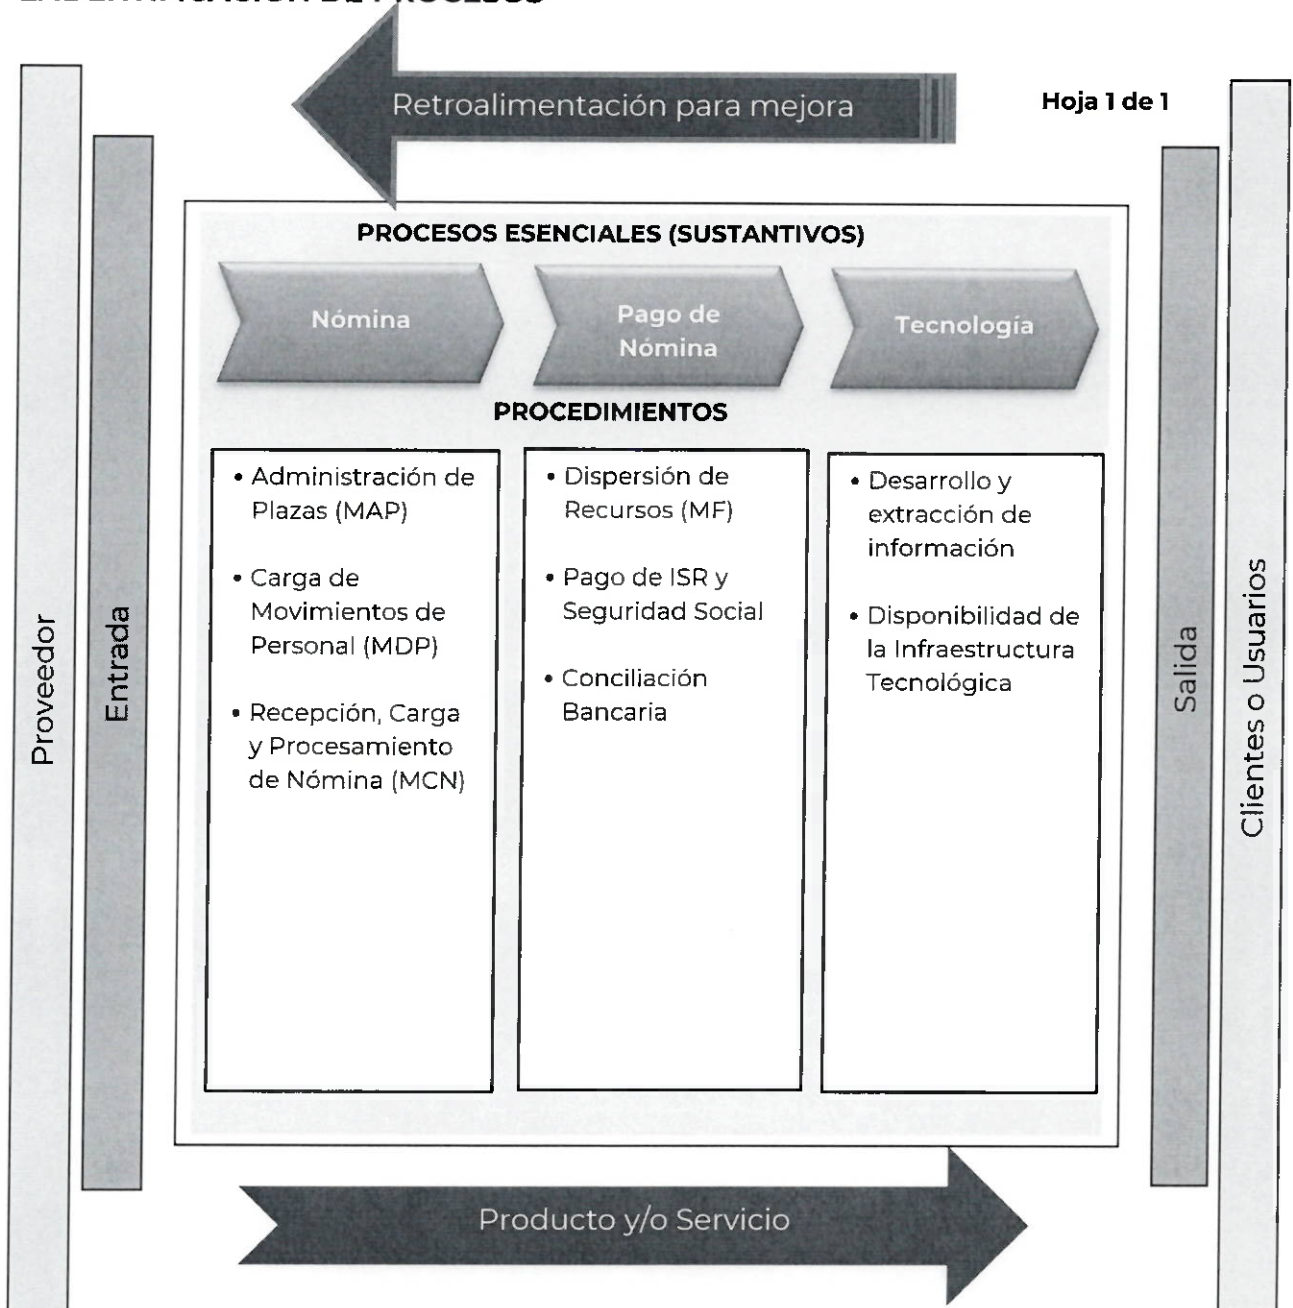 Retroalimentación para mejora
Hoja 1 de 1
Proveedor
Entrada
PROCESOS ESENCIALES (SUSTANTIVOS)
Nómina
Pago de
Nómina
Tecnología
PROCEDIMIENTOS
• Administración de
Plazas (MAP)
• Carga de
Movimientos de
Personal (MDP)
• Recepción, Carga
y Procesamiento
de Nómina (MCN)
• Dispersión de
Recursos (MF)
• Pago de ISR y
Seguridad Social
• Conciliación
Bancaria
• Desarrollo y
extracción de
información
• Disponibilidad de
la Infraestructura
Tecnológica
Salida
Clientes o Usuarios
Producto y/o Servicio